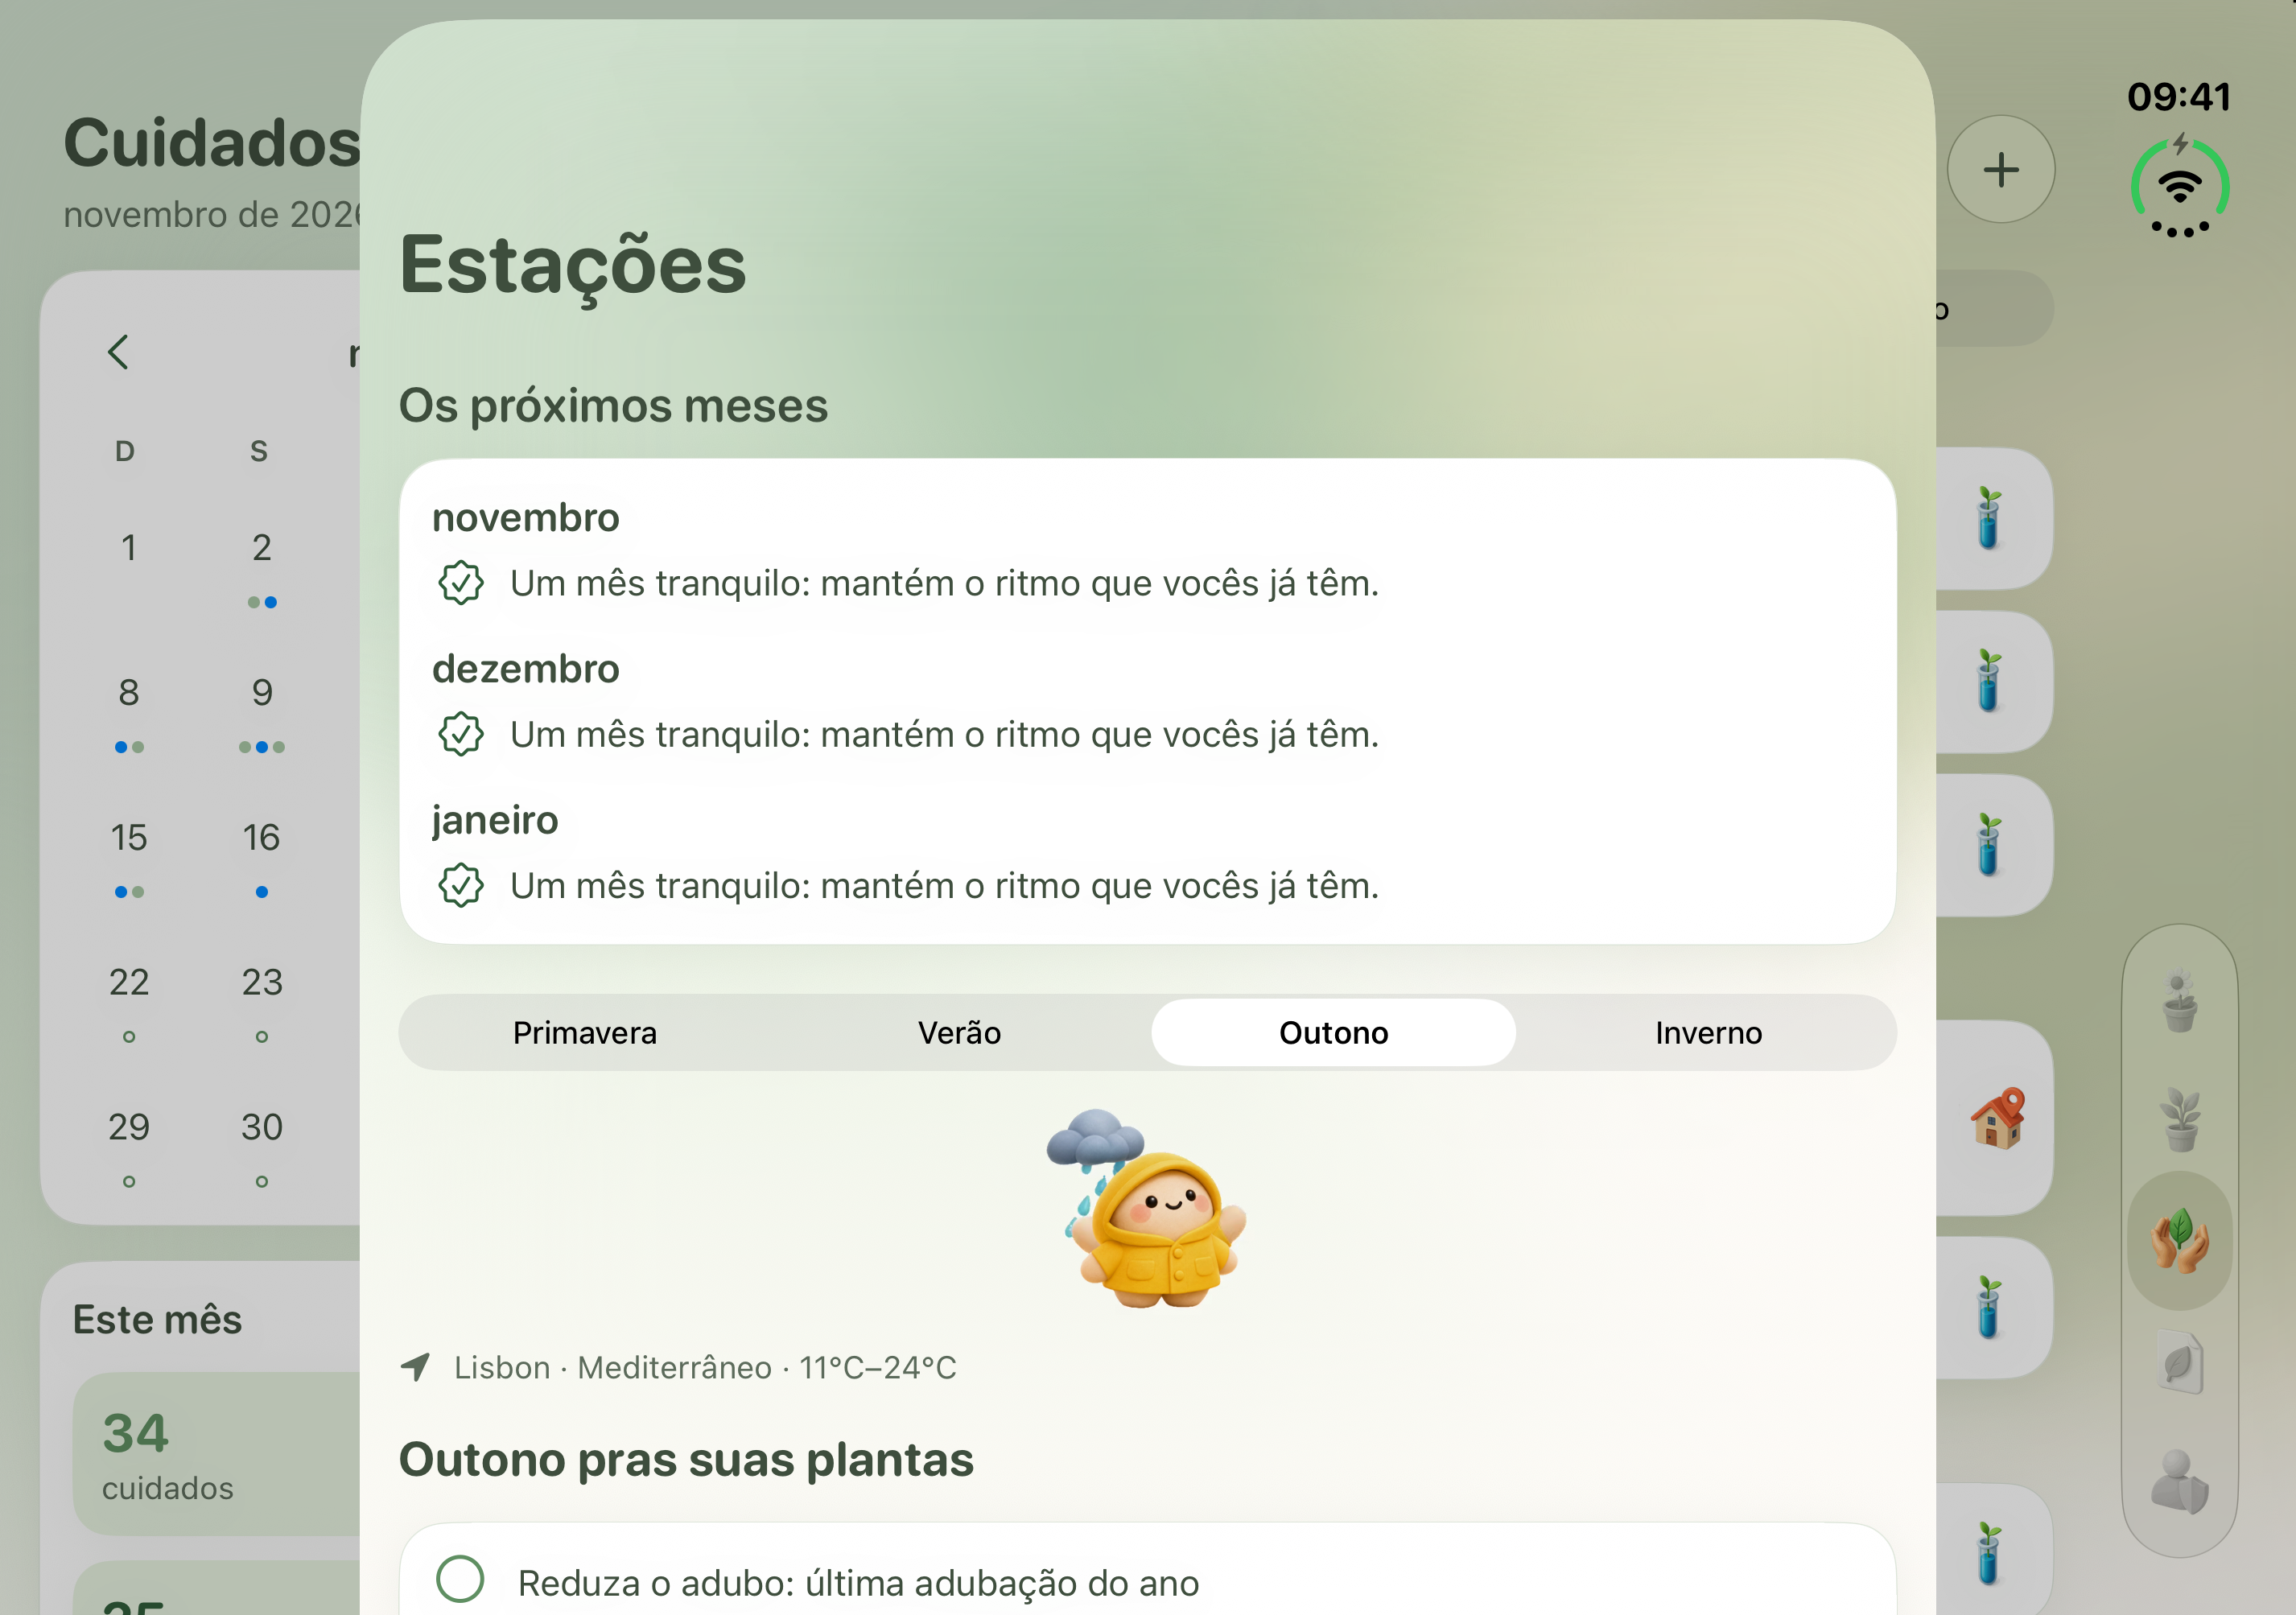 09:41
Cuidados
novembro de 2026
D S
1 2
8 9
15 16
22 23
29 30
Este mês
34
cuidados
Estações
Os próximos meses
novembro
Um mês tranquilo: mantém o ritmo que vocês já têm.
dezembro
Um mês tranquilo: mantém o ritmo que vocês já têm.
janeiro
Um mês tranquilo: mantém o ritmo que vocês já têm.
Primavera Verão Outono Inverno
Lisbon · Mediterrâneo · 11°C–24°C
Outono pras suas plantas
Reduza o adubo: última adubação do ano